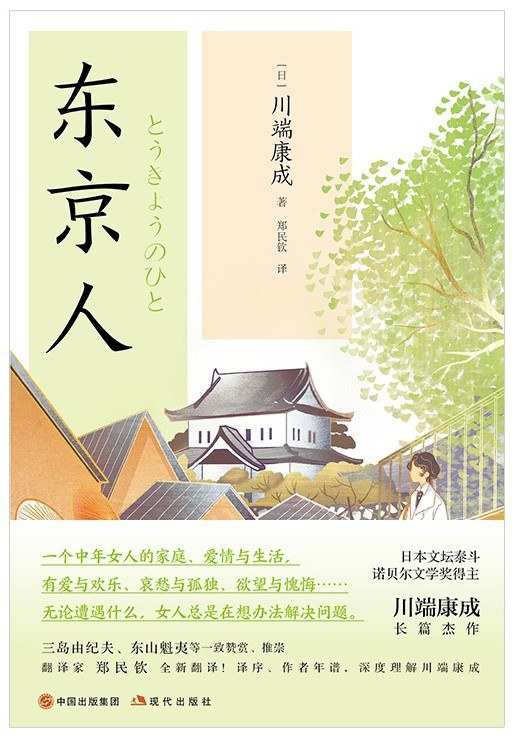 东京人
とうきょうのひと
［日］川端康成 著 郑民钦 译
一个中年女人的家庭、爱情与生活，
有爱与欢乐、哀愁与孤独、欲望与愧悔……
无论遭遇什么，女人总是在想办法解决问题。
日本文坛泰斗
诺贝尔文学奖得主
川端康成
长篇杰作
三岛由纪夫、东山魁夷等一致赞赏、推崇
翻译家 郑民钦 全新翻译！译序、作者年谱，深度理解川端康成
中国出版集团 现代出版社